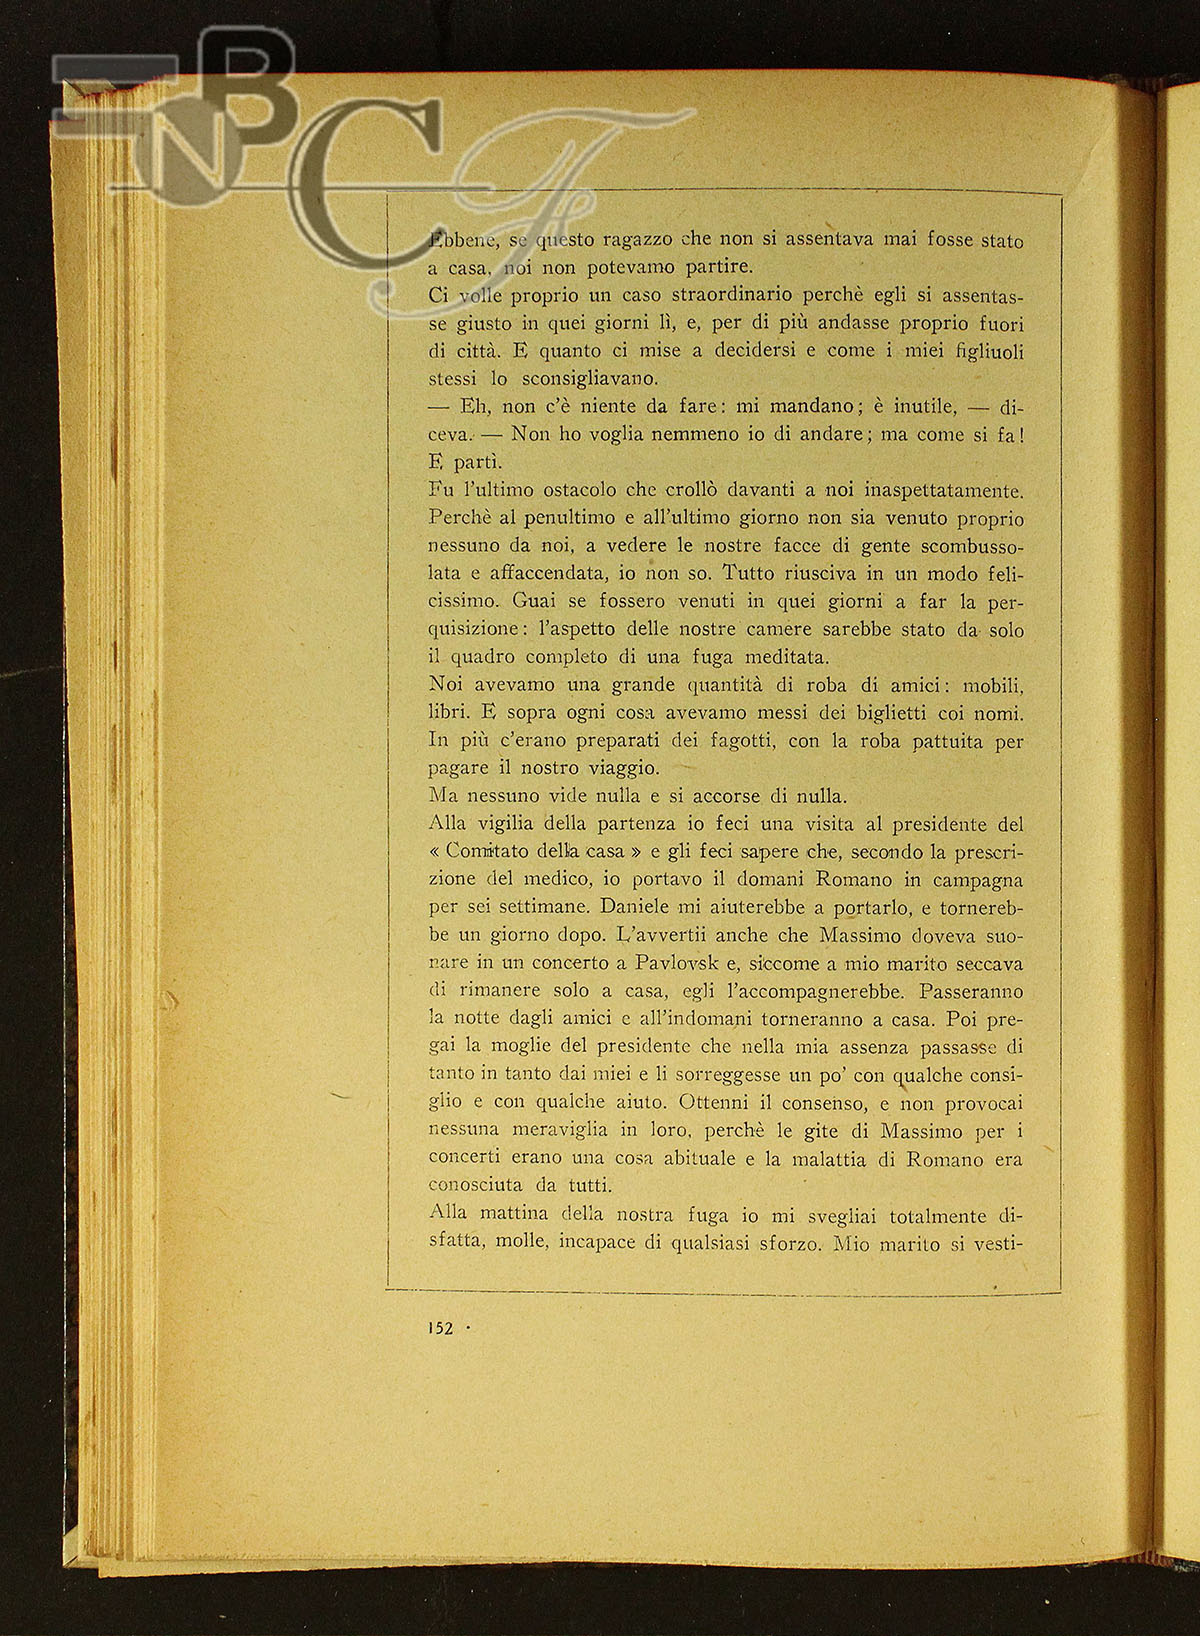 Ebbene, se questo ragazzo che non si assentava mai fosse stato
a casa, noi non potevamo partire.
Ci volle proprio un caso straordinario perchè egli si assentas-
se giusto in quei giorni lì, e, per di più andasse proprio fuori
di città. E quanto ci mise a decidersi e come i miei figliuoli
stessi lo sconsigliavano.
— Eh, non c'è niente da fare: mi mandano; è inutile, — di-
ceva. — Non ho voglia nemmeno io di andare; ma come si fa!
E partì.
Fu l'ultimo ostacolo che crollò davanti a noi inaspettatamente.
Perchè al penultimo e all'ultimo giorno non sia venuto proprio
nessuno da noi, a vedere le nostre facce di gente scombusso-
lata e affaccendata, io non so. Tutto riusciva in un modo feli-
cissimo. Guai se fossero venuti in quei giorni a far la per-
quisizione: l'aspetto delle nostre camere sarebbe stato da solo
il quadro completo di una fuga meditata.
Noi avevamo una grande quantità di roba di amici: mobili,
libri. E sopra ogni cosa avevamo messi dei biglietti coi nomi.
In più c'erano preparati dei fagotti, con la roba pattuita per
pagare il nostro viaggio.
Ma nessuno vide nulla e si accorse di nulla.
Alla vigilia della partenza io feci una visita al presidente del
« Comitato della casa » e gli feci sapere che, secondo la prescri-
zione del medico, io portavo il domani Romano in campagna
per sei settimane. Daniele mi aiuterebbe a portarlo, e tornereb-
be un giorno dopo. L'avvertii anche che Massimo doveva suo-
nare in un concerto a Pavlovsk e, siccome a mio marito seccava
di rimanere solo a casa, egli l'accompagnerebbe. Passeranno
la notte dagli amici e all'indomani torneranno a casa. Poi pre-
gai la moglie del presidente che nella mia assenza passasse di
tanto in tanto dai miei e li sorreggesse un po' con qualche consi-
glio e con qualche aiuto. Ottenni il consenso, e non provocai
nessuna meraviglia in loro, perchè le gite di Massimo per i
concerti erano una cosa abituale e la malattia di Romano era
conosciuta da tutti.
Alla mattina della nostra fuga io mi svegliai totalmente di-
sfatta, molle, incapace di qualsiasi sforzo. Mio marito si vesti-
152 ·